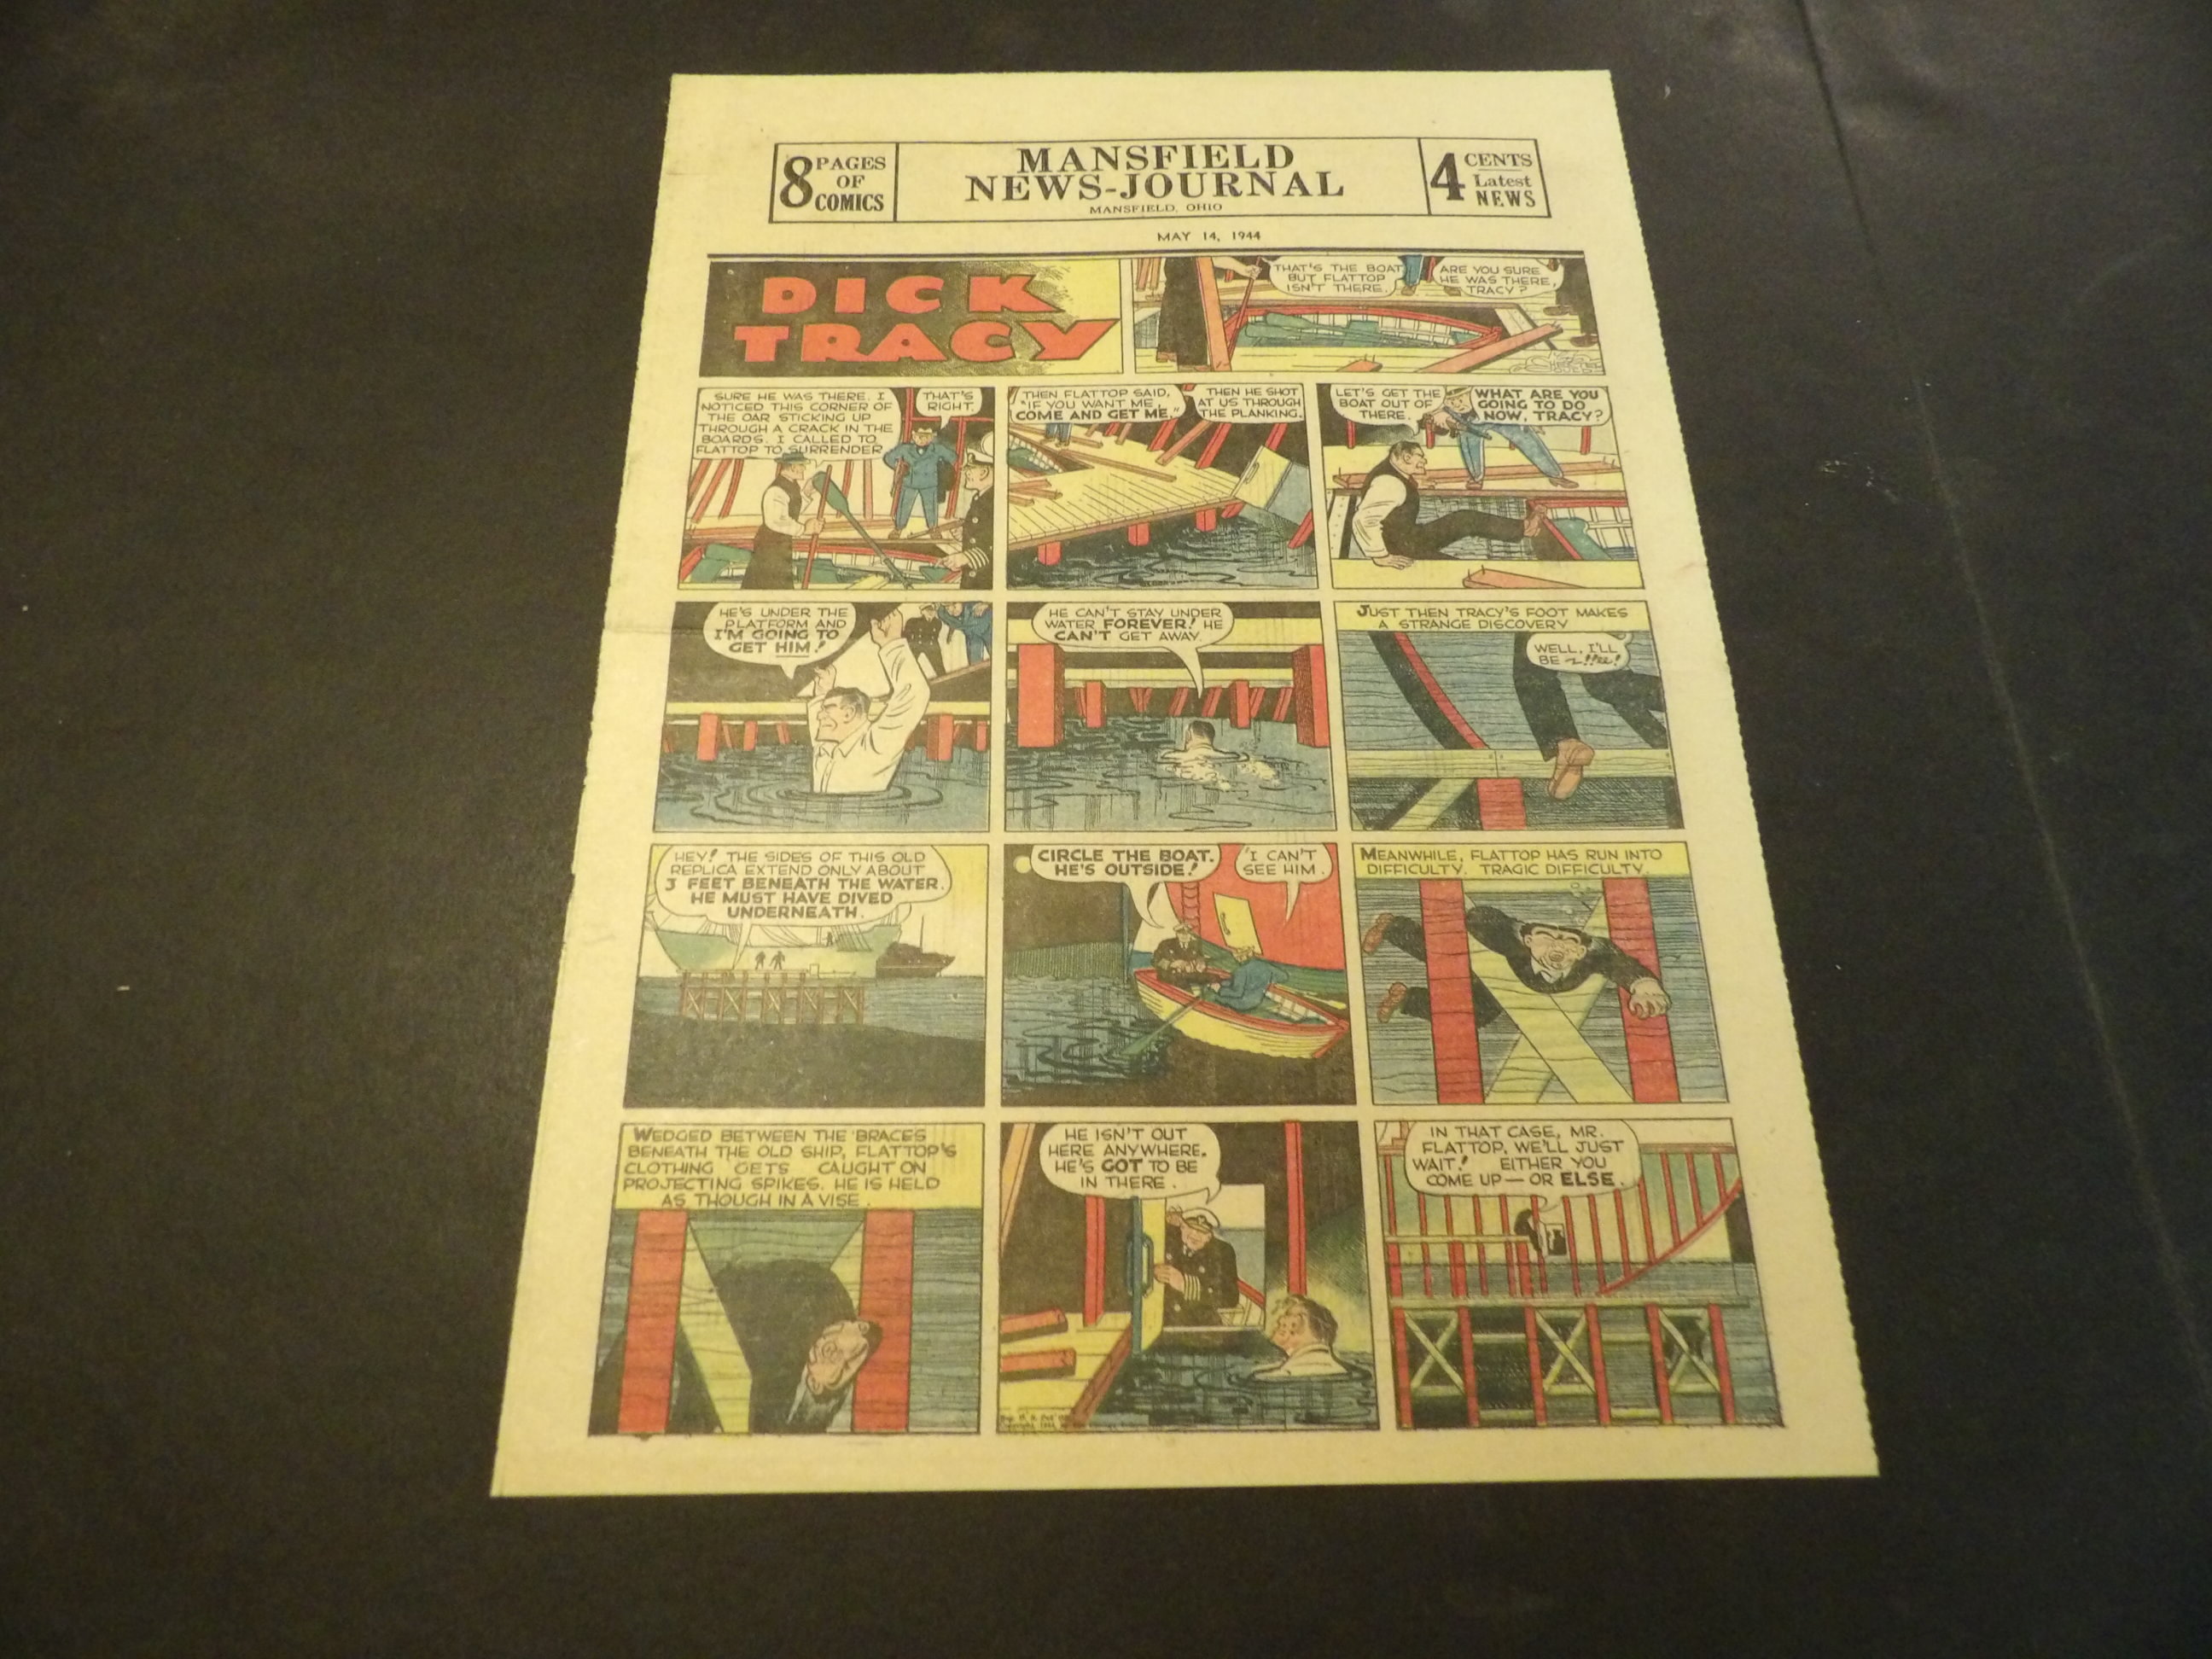 8 PAGES
OF
COMICS
MANSFIELD
NEWS-JOURNAL
MANSFIELD, OHIO
4 CENTS
Latest
NEWS
MAY 14, 1944
DICK
TRACY
THAT'S THE BOAT
BUT FLATTOP
ISN'T THERE.
ARE YOU SURE
HE WAS THERE,
TRACY?
SURE HE WAS THERE. I
NOTICED THIS CORNER OF
THE OAR STICKING UP
THROUGH A CRACK IN THE
BOARDS. I CALLED TO
FLATTOP TO SURRENDER
THAT'S
RIGHT.
THEN FLATTOP SAID,
"IF YOU WANT ME,
COME AND GET ME."
THEN HE SHOT
AT US THROUGH
THE PLANKING.
LET'S GET THE
BOAT OUT OF
THERE.
WHAT ARE YOU
GOING TO DO
NOW, TRACY?
HE'S UNDER THE
PLATFORM AND
I'M GOING TO
GET HIM!
HE CAN'T STAY UNDER
WATER FOREVER! HE
CAN'T GET AWAY.
JUST THEN TRACY'S FOOT MAKES
A STRANGE DISCOVERY
WELL, I'LL
BE
HEY! THE SIDES OF THIS OLD
REPLICA EXTEND ONLY ABOUT
3 FEET BENEATH THE WATER.
HE MUST HAVE DIVED
UNDERNEATH.
CIRCLE THE BOAT.
HE'S OUTSIDE!
I CAN'T
SEE HIM.
MEANWHILE, FLATTOP HAS RUN INTO
DIFFICULTY. TRAGIC DIFFICULTY.
WEDGED BETWEEN THE BRACES
BENEATH THE OLD SHIP, FLATTOP'S
CLOTHING GETS CAUGHT ON
PROJECTING SPIKES. HE IS HELD
AS THOUGH IN A VISE.
HE ISN'T OUT
HERE ANYWHERE.
HE'S GOT TO BE
IN THERE.
IN THAT CASE, MR.
FLATTOP, WE'LL JUST
WAIT! EITHER YOU
COME UP — OR ELSE.